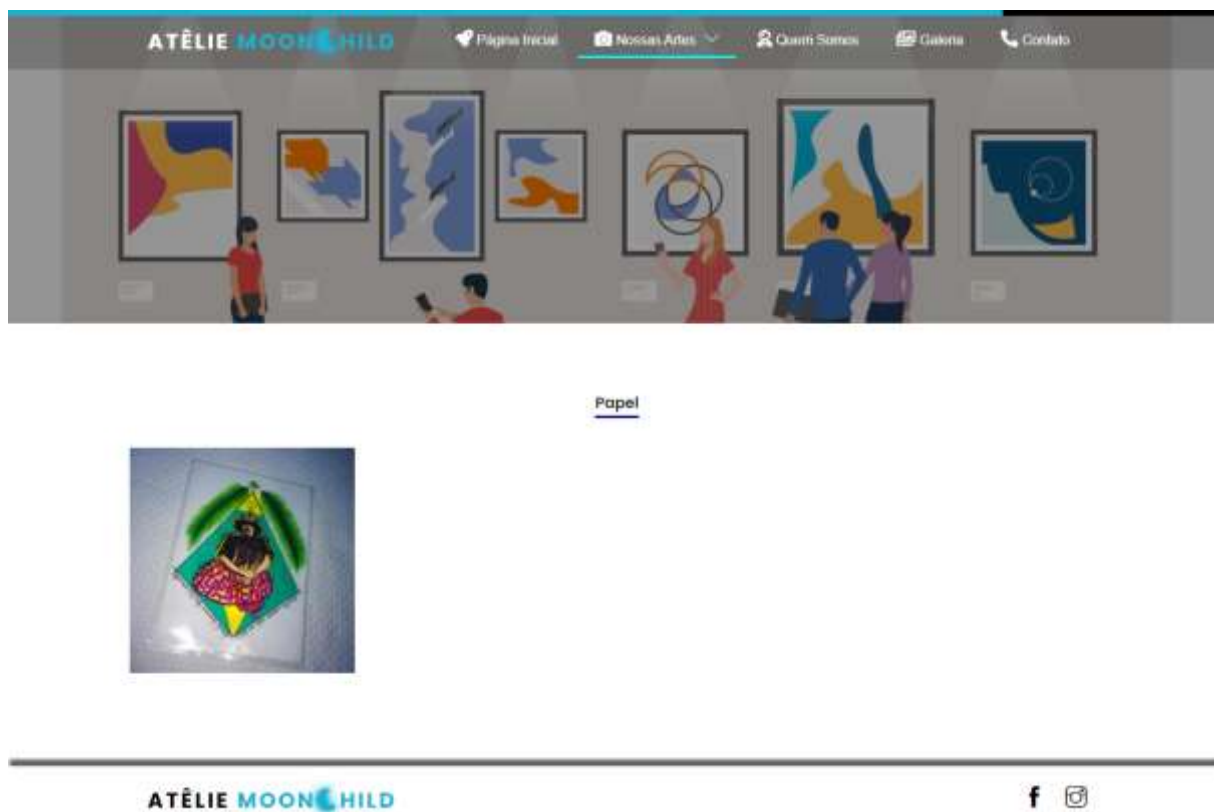 ATÊLIE MOONCHILD
Página Inicial
Nossas Artes
Quem Somos
Galeria
Contato
Papel
ATÊLIE MOONCHILD